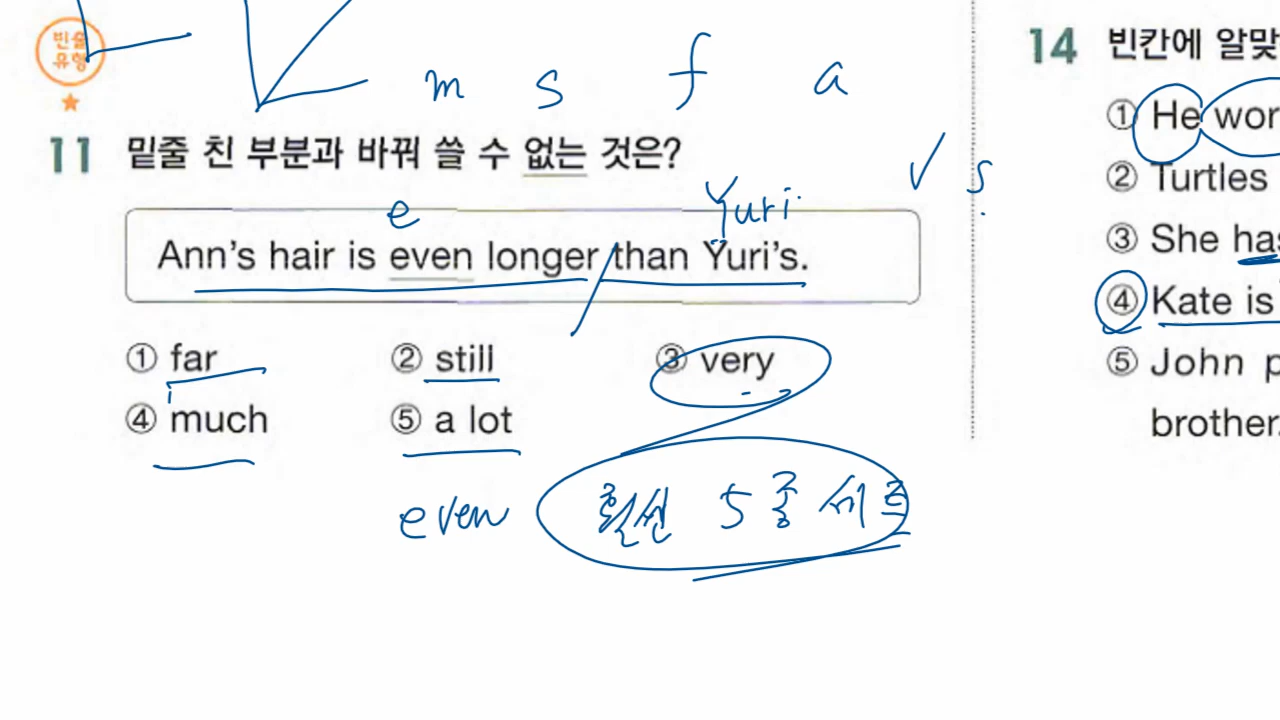 빈출
유형
m s f a
11 밑줄 친 부분과 바꿔 쓸 수 없는 것은?
e Yuri
✓ s
Ann's hair is even longer than Yuri's.
① far ② still ③ very
④ much ⑤ a lot
even 훨씬 5종 세트
14 빈칸에 알맞
① He wor
② Turtles
③ She has
④ Kate is
⑤ John p
brother.